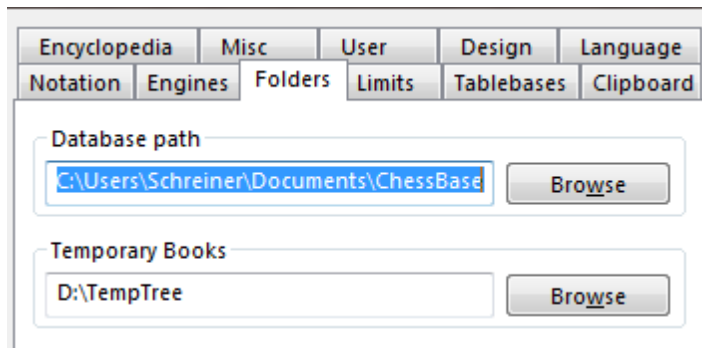 Encyclopedia Misc User Design Language
Notation Engines Folders Limits Tablebases Clipboard
Database path
C:\Users\Schreiner\Documents\ChessBase Browse
Temporary Books
D:\TempTree Browse